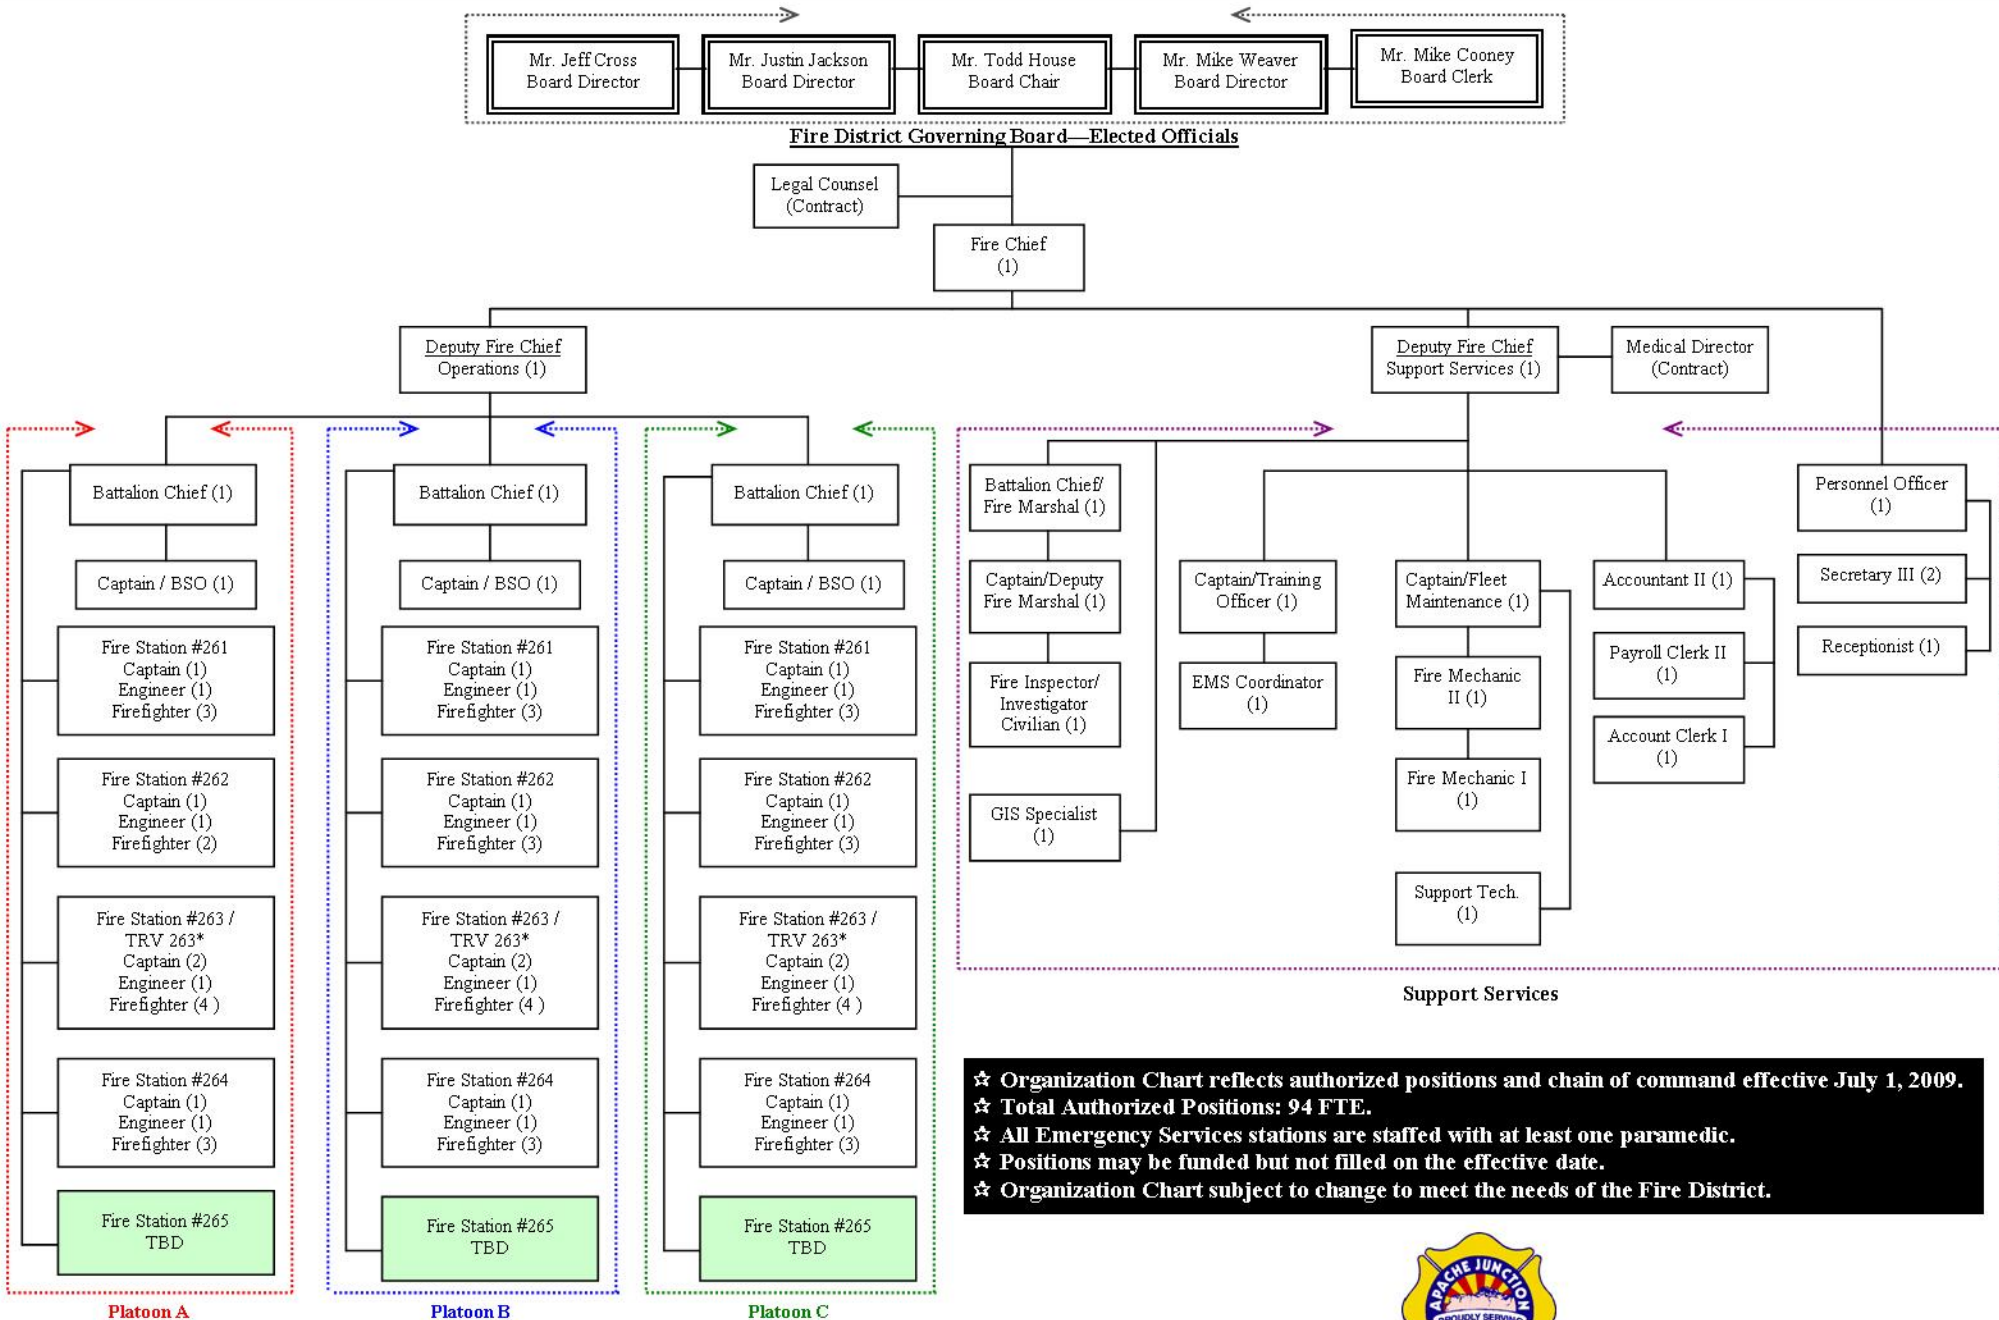 Mr. Jeff Cross
Board Director
Mr. Justin Jackson
Board Director
Mr. Todd House
Board Chair
Mr. Mike Weaver
Board Director
Mr. Mike Cooney
Board Clerk
Fire District Governing Board—Elected Officials
Legal Counsel
(Contract)
Fire Chief
(1)
Deputy Fire Chief
Operations (1)
Deputy Fire Chief
Support Services (1)
Medical Director
(Contract)
Battalion Chief (1)
Captain / BSO (1)
Fire Station #261
Captain (1)
Engineer (1)
Firefighter (3)
Fire Station #262
Captain (1)
Engineer (1)
Firefighter (2)
Fire Station #263 /
TRV 263*
Captain (2)
Engineer (1)
Firefighter (4 )
Fire Station #264
Captain (1)
Engineer (1)
Firefighter (3)
Fire Station #265
TBD
Platoon A
Battalion Chief (1)
Captain / BSO (1)
Fire Station #261
Captain (1)
Engineer (1)
Firefighter (3)
Fire Station #262
Captain (1)
Engineer (1)
Firefighter (3)
Fire Station #263 /
TRV 263*
Captain (2)
Engineer (1)
Firefighter (4 )
Fire Station #264
Captain (1)
Engineer (1)
Firefighter (3)
Fire Station #265
TBD
Platoon B
Battalion Chief (1)
Captain / BSO (1)
Fire Station #261
Captain (1)
Engineer (1)
Firefighter (3)
Fire Station #262
Captain (1)
Engineer (1)
Firefighter (3)
Fire Station #263 /
TRV 263*
Captain (2)
Engineer (1)
Firefighter (4 )
Fire Station #264
Captain (1)
Engineer (1)
Firefighter (3)
Fire Station #265
TBD
Platoon C
Battalion Chief/
Fire Marshal (1)
Captain/Deputy
Fire Marshal (1)
Fire Inspector/
Investigator
Civilian (1)
GIS Specialist
(1)
Captain/Training
Officer (1)
EMS Coordinator
(1)
Captain/Fleet
Maintenance (1)
Fire Mechanic
II (1)
Fire Mechanic I
(1)
Support Tech.
(1)
Accountant II (1)
Payroll Clerk II
(1)
Account Clerk I
(1)
Personnel Officer
(1)
Secretary III (2)
Receptionist (1)
Support Services
☆ Organization Chart reflects authorized positions and chain of command effective July 1, 2009.
☆ Total Authorized Positions: 94 FTE.
☆ All Emergency Services stations are staffed with at least one paramedic.
☆ Positions may be funded but not filled on the effective date.
☆ Organization Chart subject to change to meet the needs of the Fire District.
APACHE JUNCTION
PROUDLY SERVING